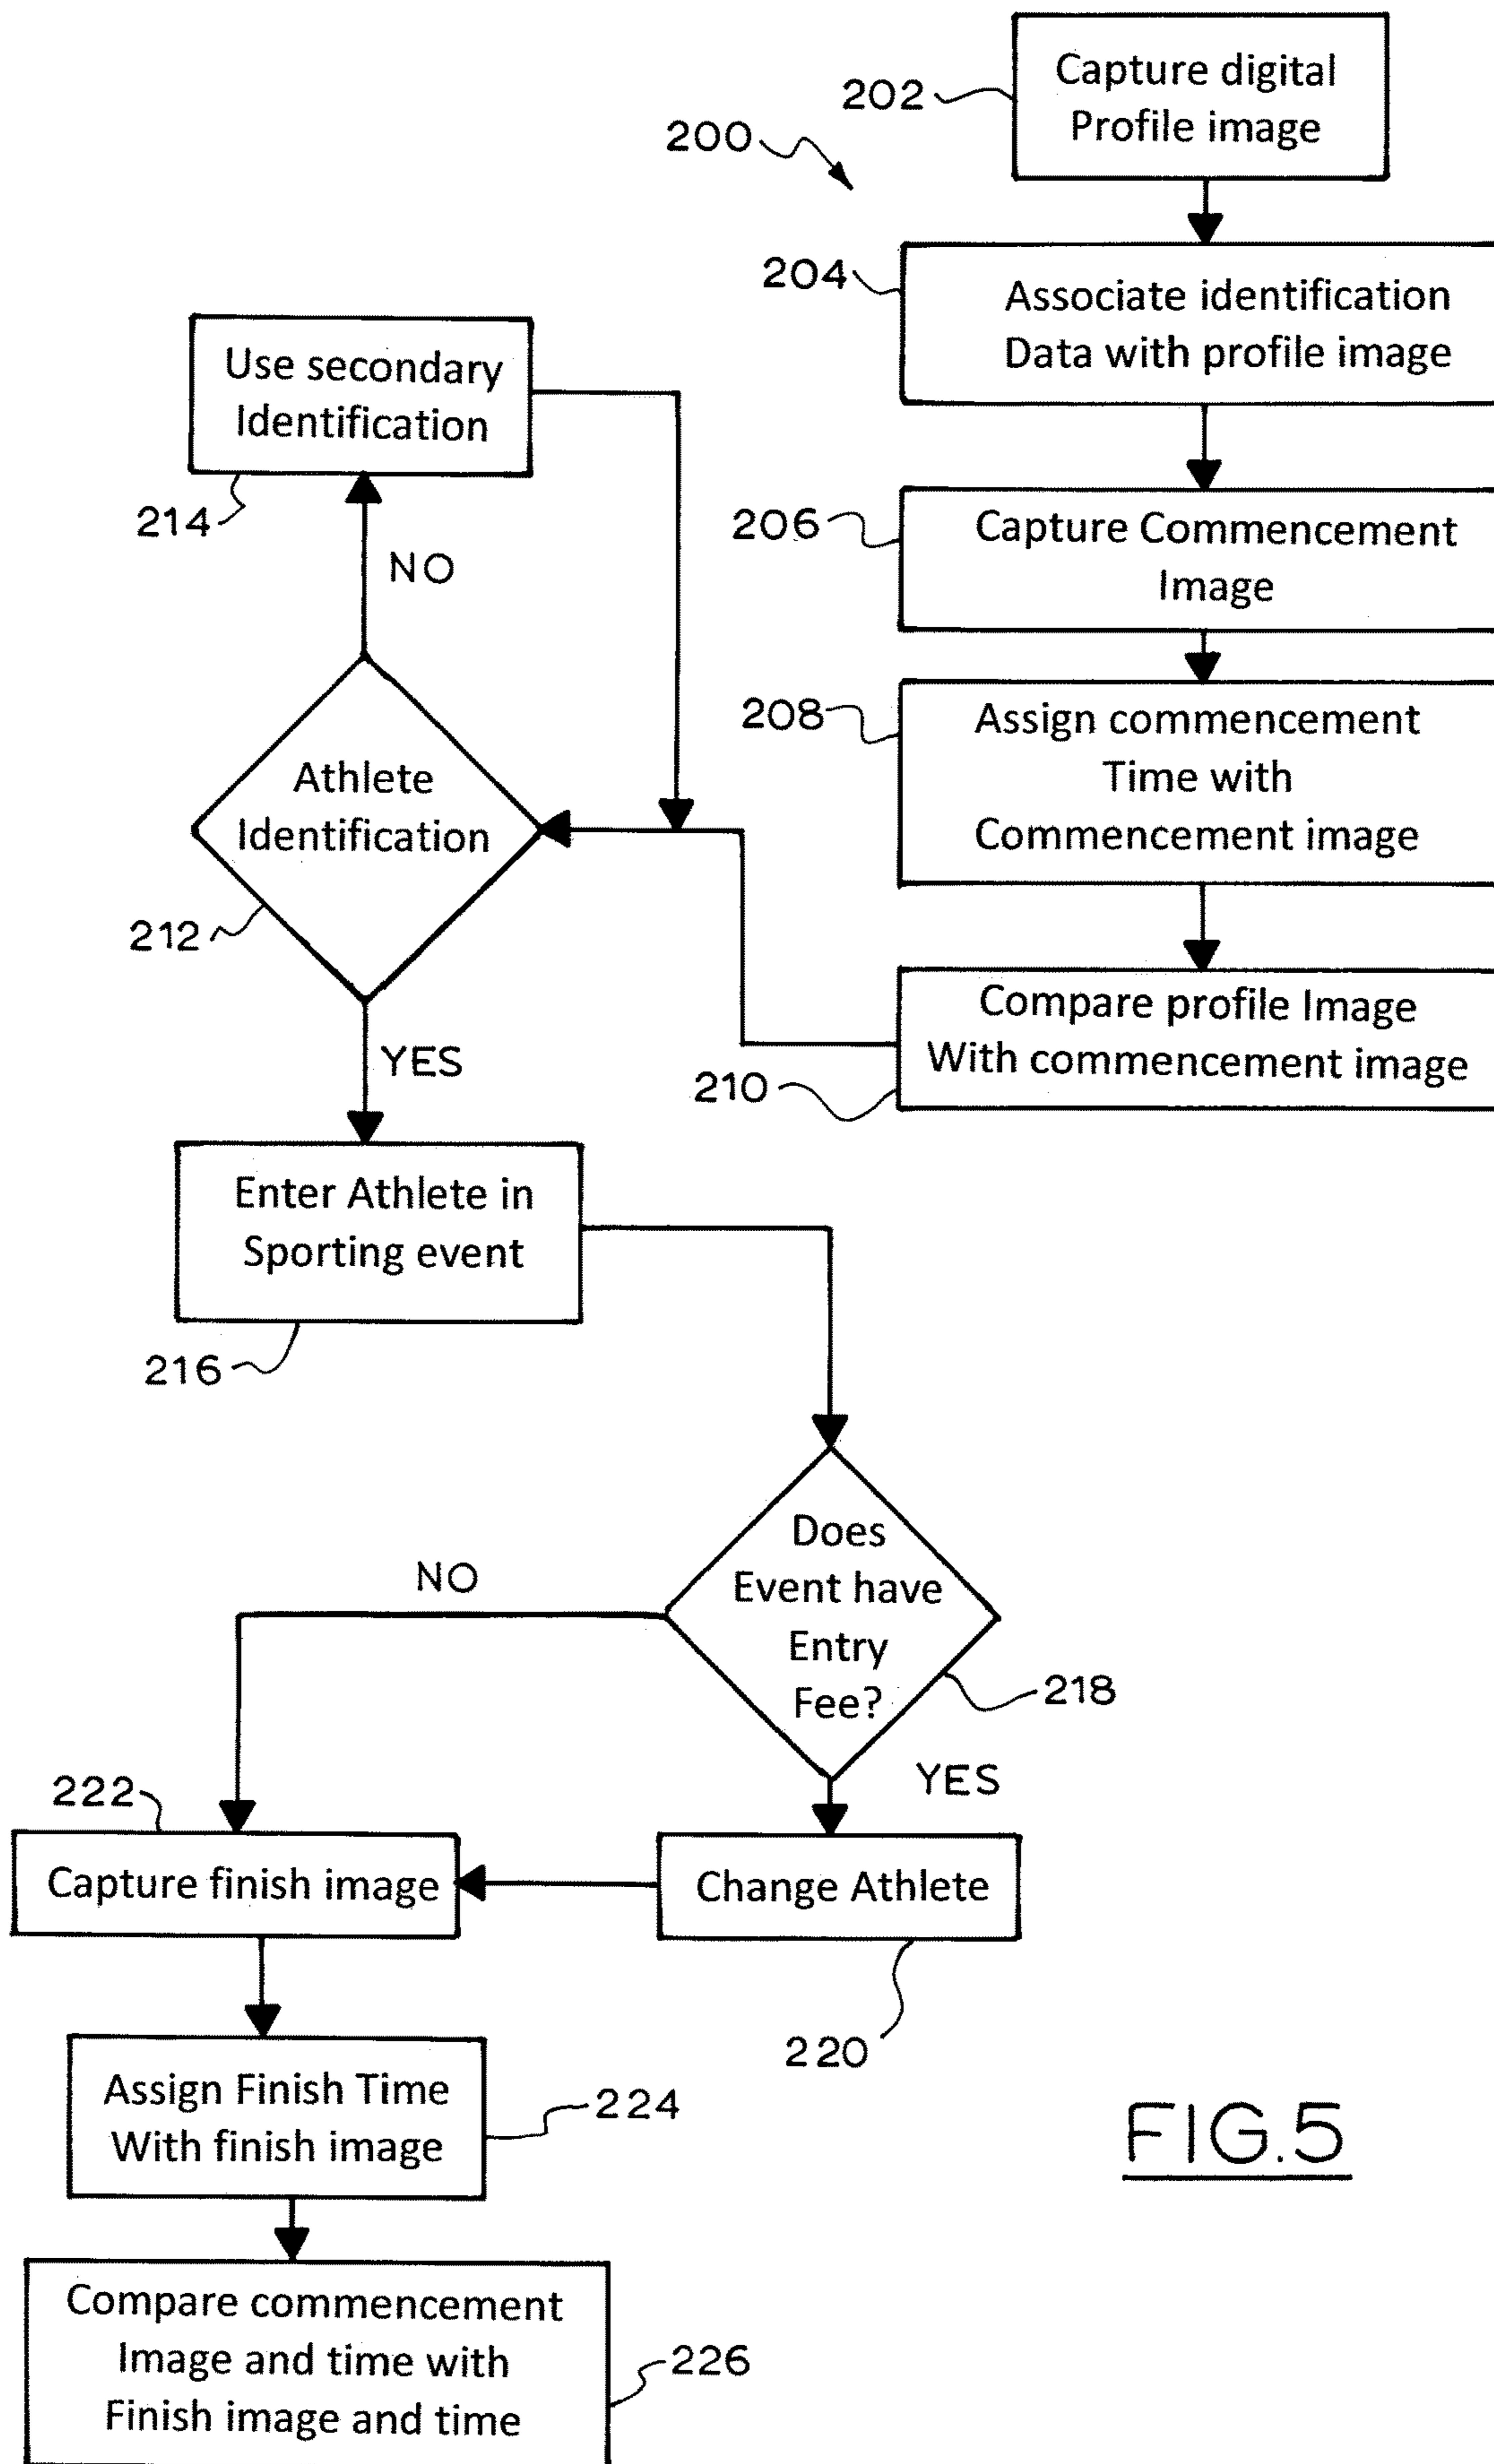 202
Capture digital
Profile image
200
204
Associate identification
Data with profile image
206
Capture Commencement
Image
208
Assign commencement
Time with
Commencement image
210
Compare profile Image
With commencement image
Use secondary
Identification
214
NO
Athlete
Identification
212
YES
Enter Athlete in
Sporting event
216
Does
Event have
Entry
Fee?
218
NO
YES
222
Capture finish image
Change Athlete
220
Assign Finish Time
With finish image
224
Compare commencement
Image and time with
Finish image and time
226
FIG.5